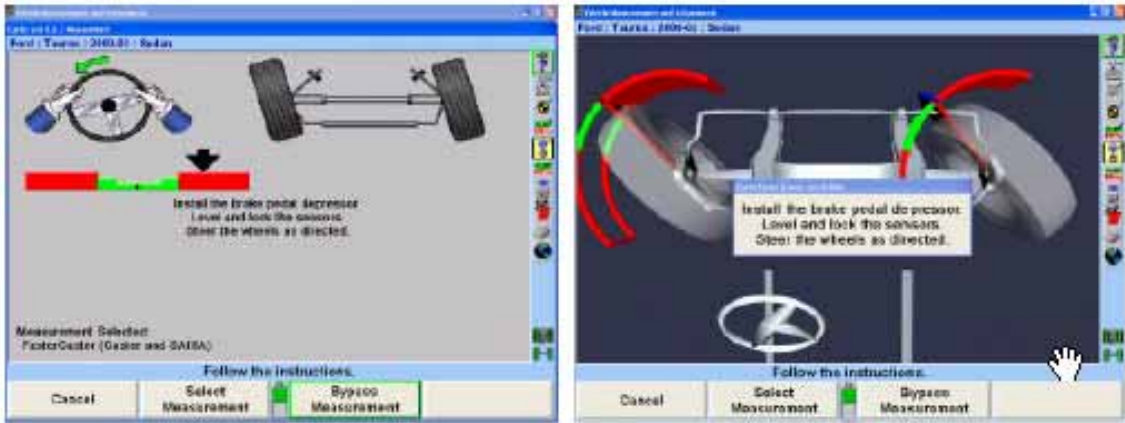 Ford : Taurus : 2000-03 : Sedan
Install the brake pedal depressor.
Level and lock the sensors.
Steer the wheels as directed.
Measurement Selected:
Follow the instructions.
Cancel
Select Measurement
Bypass Measurement
Ford : Taurus : : Sedan
Install the brake pedal depressor.
Level and lock the sensors.
Steer the wheels as directed.
Follow the instructions.
Cancel
Select Measurement
Bypass Measurement